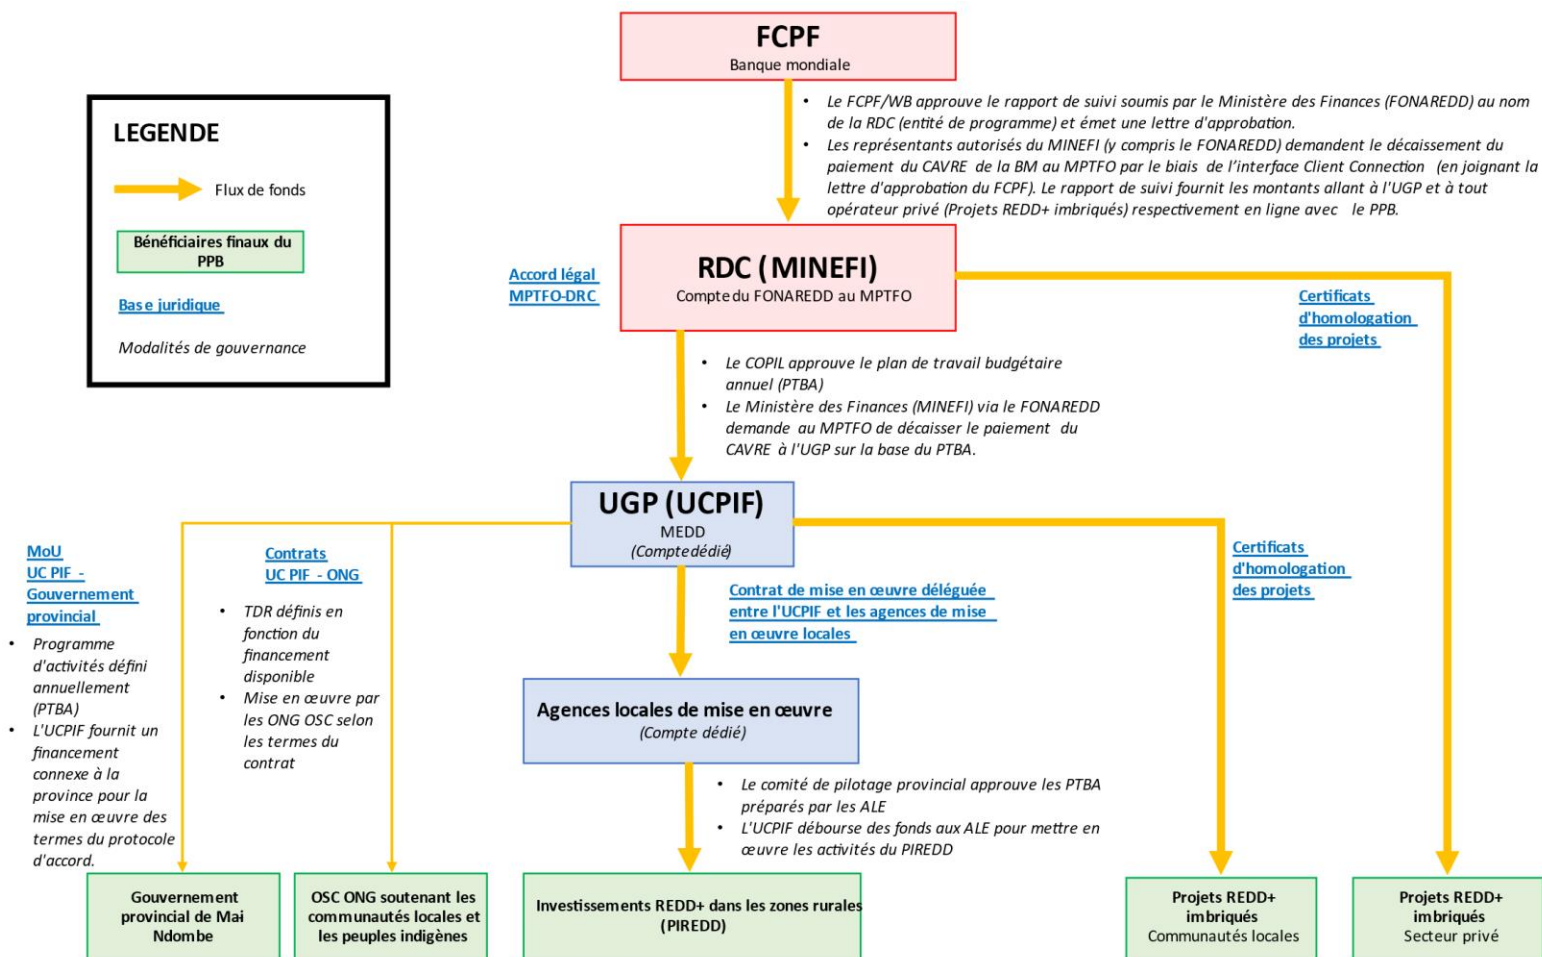 FCPF
Banque mondiale
• Le FCPF/WB approuve le rapport de suivi soumis par le Ministère des Finances (FONAREDD) au nom
de la RDC (entité de programme) et émet une lettre d'approbation.
• Les représentants autorisés du MINEFI (y compris le FONAREDD) demandent le décaissement du
paiement du CAVRE de la BM au MPTFO par le biais de l'interface Client Connection (en joignant la
lettre d'approbation du FCPF). Le rapport de suivi fournit les montants allant à l'UGP et à tout
opérateur privé (Projets REDD+ imbriqués) respectivement en ligne avec le PPB.
LEGENDE
Flux de fonds
Bénéficiaires finaux du
PPB
Base juridique
Modalités de gouvernance
Accord légal
MPTFO-DRC
RDC (MINEFI)
Compte du FONAREDD au MPTFO
Certificats
d'homologation
des projets
• Le COPIL approuve le plan de travail budgétaire
annuel (PTBA)
• Le Ministère des Finances (MINEFI) via le FONAREDD
demande au MPTFO de décaisser le paiement du
CAVRE à l'UGP sur la base du PTBA.
UGP (UCPIF)
MEDD
(Compte dédié)
MoU
UC PIF -
Gouvernement
provincial
• Programme
d'activités défini
annuellement
(PTBA)
• L'UCPIF fournit un
financement
connexe à la
province pour la
mise en œuvre des
termes du protocole
d'accord.
Contrats
UC PIF - ONG
• TDR définis en
fonction du
financement
disponible
• Mise en œuvre par
les ONG OSC selon
les termes du
contrat
Contrat de mise en œuvre déléguée
entre l'UCPIF et les agences de mise
en œuvre locales
Certificats
d'homologation
des projets
Agences locales de mise en œuvre
(Compte dédié)
• Le comité de pilotage provincial approuve les PTBA
préparés par les ALE
• L'UCPIF débourse des fonds aux ALE pour mettre en
œuvre les activités du PIREDD
Gouvernement
provincial de Mai
Ndombe
OSC ONG soutenant les
communautés locales et
les peuples indigènes
Investissements REDD+ dans les zones rurales
(PIREDD)
Projets REDD+
imbriqués
Communautés locales
Projets REDD+
imbriqués
Secteur privé